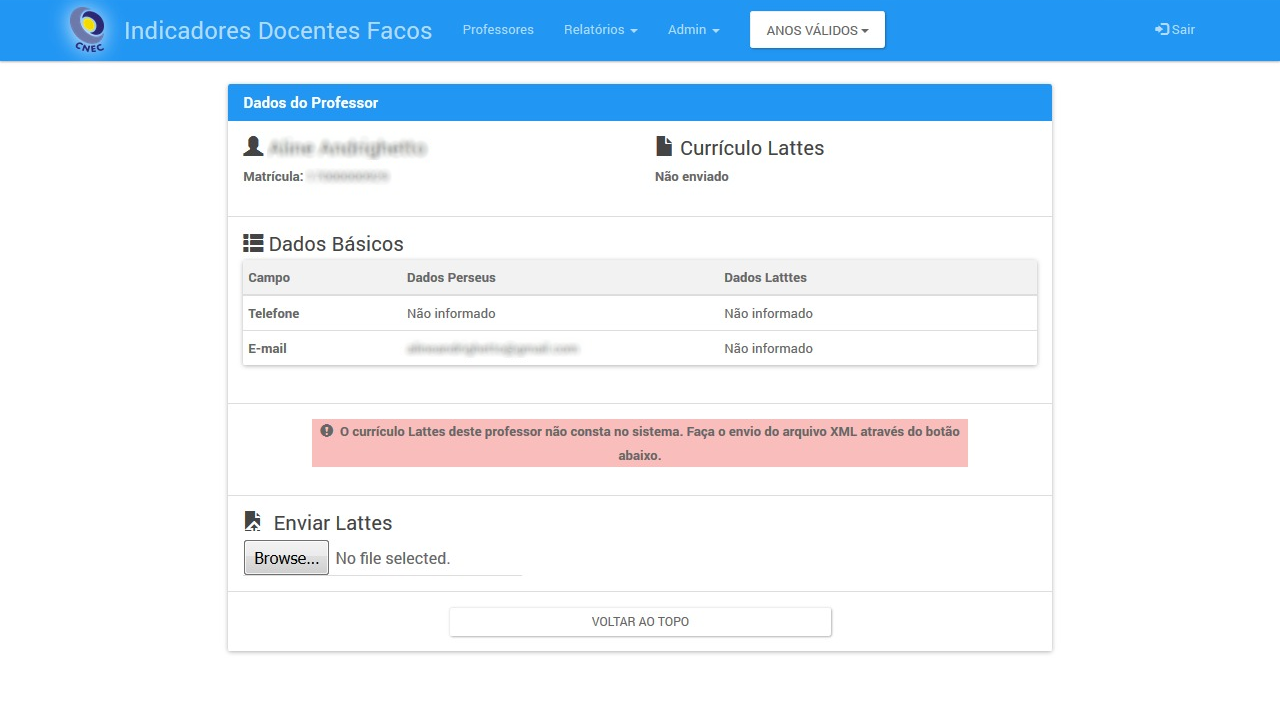 CNEC
Indicadores Docentes Facos
Professores
Relatórios
Admin
ANOS VÁLIDOS
Sair
Dados do Professor
Currículo Lattes
Matrícula:
Não enviado
Dados Básicos
Campo Dados Perseus Dados Latttes
Telefone Não informado Não informado
E-mail Não informado
O currículo Lattes deste professor não consta no sistema. Faça o envio do arquivo XML através do botão
abaixo.
Enviar Lattes
Browse... No file selected.
VOLTAR AO TOPO